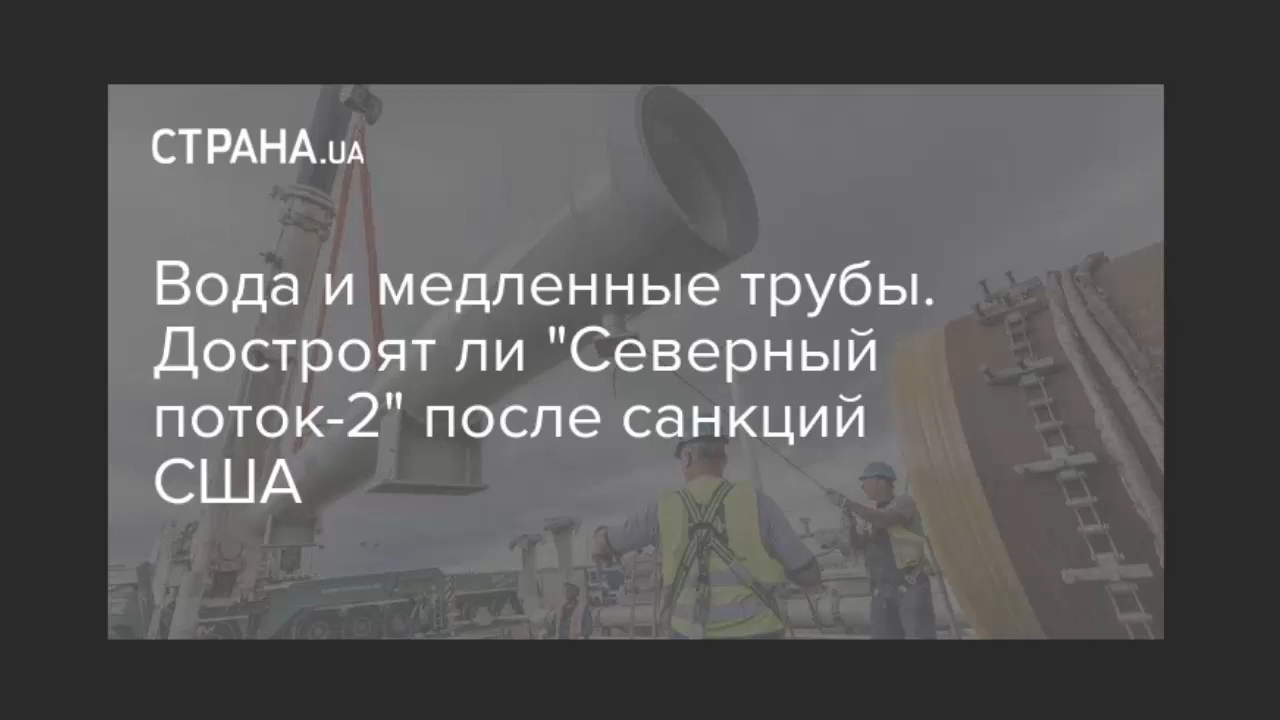 СТРАНА.UA
Вода и медленные трубы.
Достроят ли "Северный
поток-2" после санкций
США